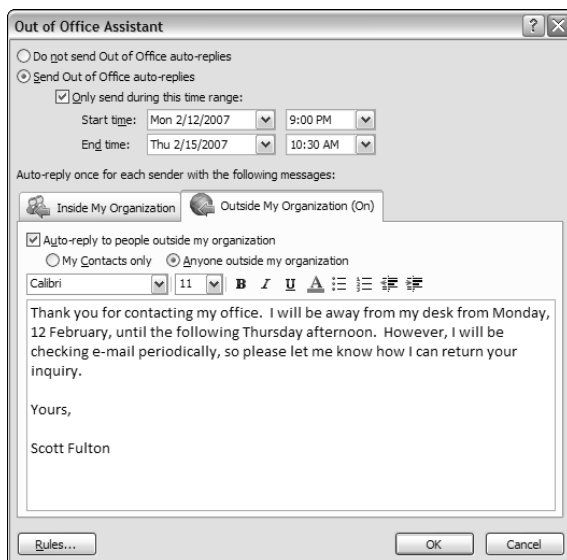 Out of Office Assistant
Do not send Out of Office auto-replies
Send Out of Office auto-replies
Only send during this time range:
Start time: Mon 2/12/2007 9:00 PM
End time: Thu 2/15/2007 10:30 AM
Auto-reply once for each sender with the following messages:
Inside My Organization Outside My Organization (On)
Auto-reply to people outside my organization
My Contacts only Anyone outside my organization
Calibri 11 B I U A
Thank you for contacting my office. I will be away from my desk from Monday,
12 February, until the following Thursday afternoon. However, I will be
checking e-mail periodically, so please let me know how I can return your
inquiry.
Yours,
Scott Fulton
Rules... OK Cancel